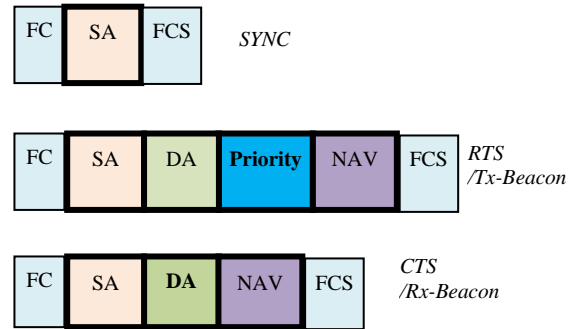 FC SA FCS SYNC
FC SA DA Priority NAV FCS RTS
/Tx-Beacon
FC SA DA NAV FCS CTS
/Rx-Beacon